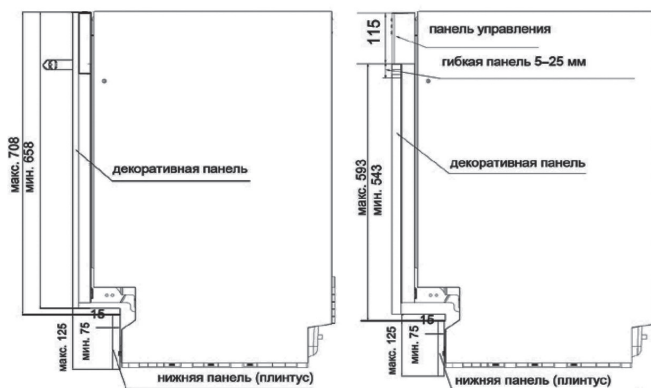 макс. 708
мин. 658
декоративная панель
15
макс. 125
мин. 75
нижняя панель (плинтус)
115
панель управления
гибкая панель 5–25 мм
декоративная панель
макс. 593
мин. 543
15
макс. 125
мин. 75
нижняя панель (плинтус)